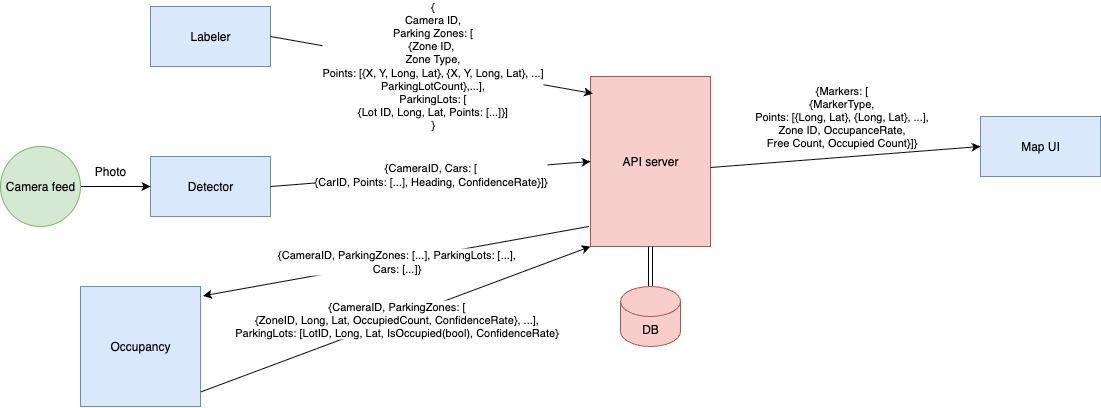 Labeler
{
Camera ID,
Parking Zones: [
{Zone ID,
Zone Type,
Points: [{X, Y, Long, Lat}, {X, Y, Long, Lat}, ...]
ParkingLotCount},...],
ParkingLots: [
{Lot ID, Long, Lat, Points: [...]}]
}
Camera feed
Photo
Detector
{CameraID, Cars: [
{CarID, Points: [...], Heading, ConfidenceRate}]}
API server
{Markers: [
{MarkerType,
Points: [{Long, Lat}, {Long, Lat}, ...],
Zone ID, OccupanceRate,
Free Count, Occupied Count}]}
Map UI
{CameraID, ParkingZones: [...], ParkingLots: [...],
Cars: [...]}
Occupancy
{CameraID, ParkingZones: [
{ZoneID, Long, Lat, OccupiedCount, ConfidenceRate}, ...],
ParkingLots: [LotID, Long, Lat, IsOccupied(bool), ConfidenceRate}
DB